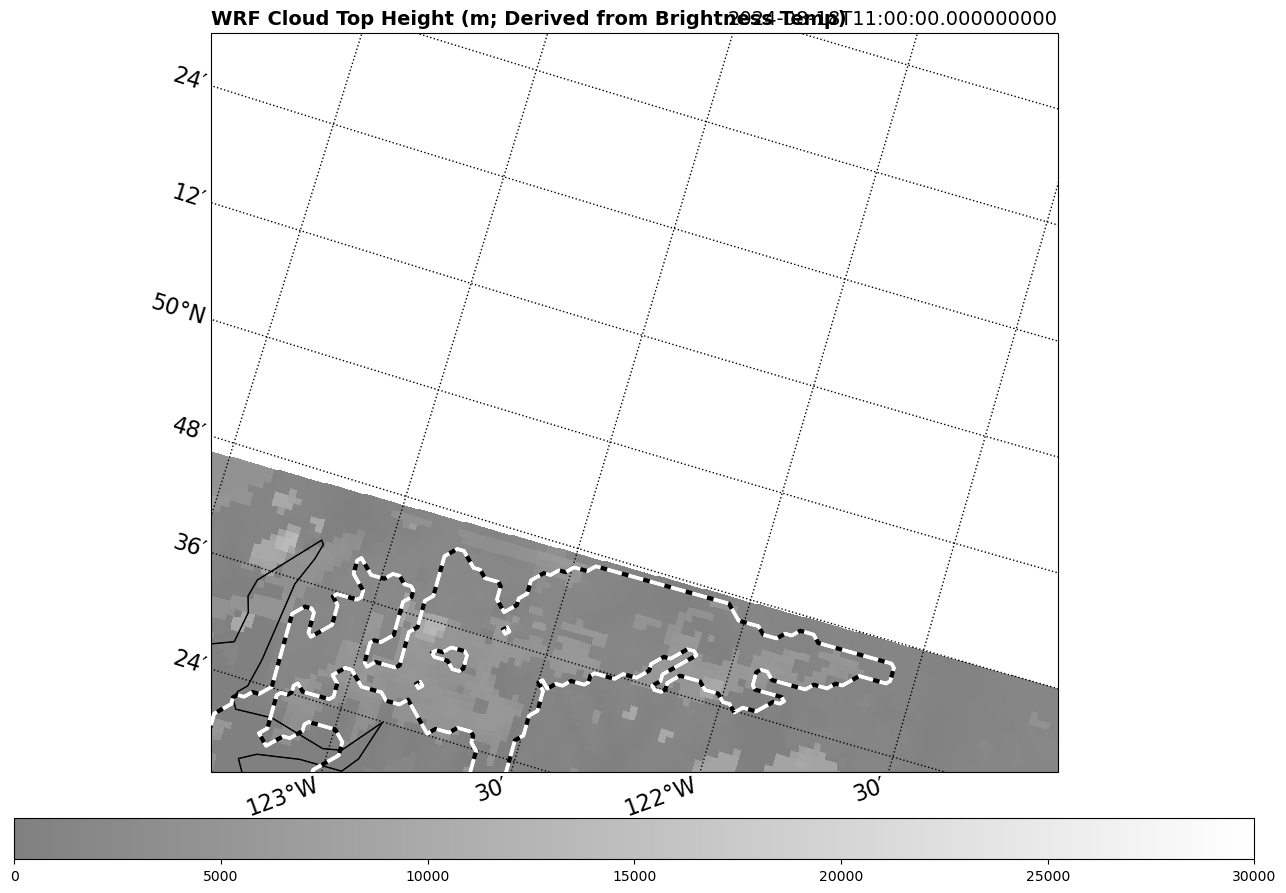 WRF Cloud Top Height (m; Derived from Brightness Temp)
T11:00:00.000000000
24′
12′
50°N
48′
36′
24′
123°W
30′
122°W
30′
0 5000 10000 15000 20000 25000 30000